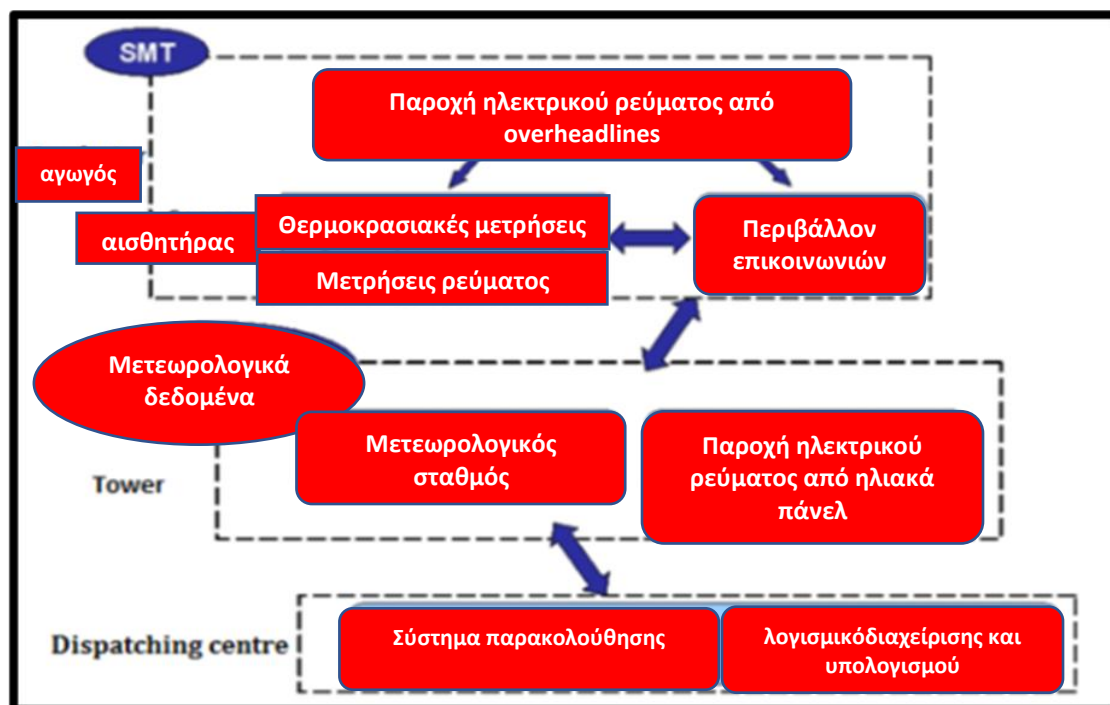 SMT
Παροχή ηλεκτρικού ρεύματος από
overheadlines
αγωγός
αισθητήρας
Θερμοκρασιακές μετρήσεις
Μετρήσεις ρεύματος
Περιβάλλον
επικοινωνιών
Μετεωρολογικά
δεδομένα
Μετεωρολογικός
σταθμός
Παροχή ηλεκτρικού
ρεύματος από ηλιακά
πάνελ
Tower
Dispatching centre
Σύστημα παρακολούθησης
λογισμικόδιαχείρισης και
υπολογισμού